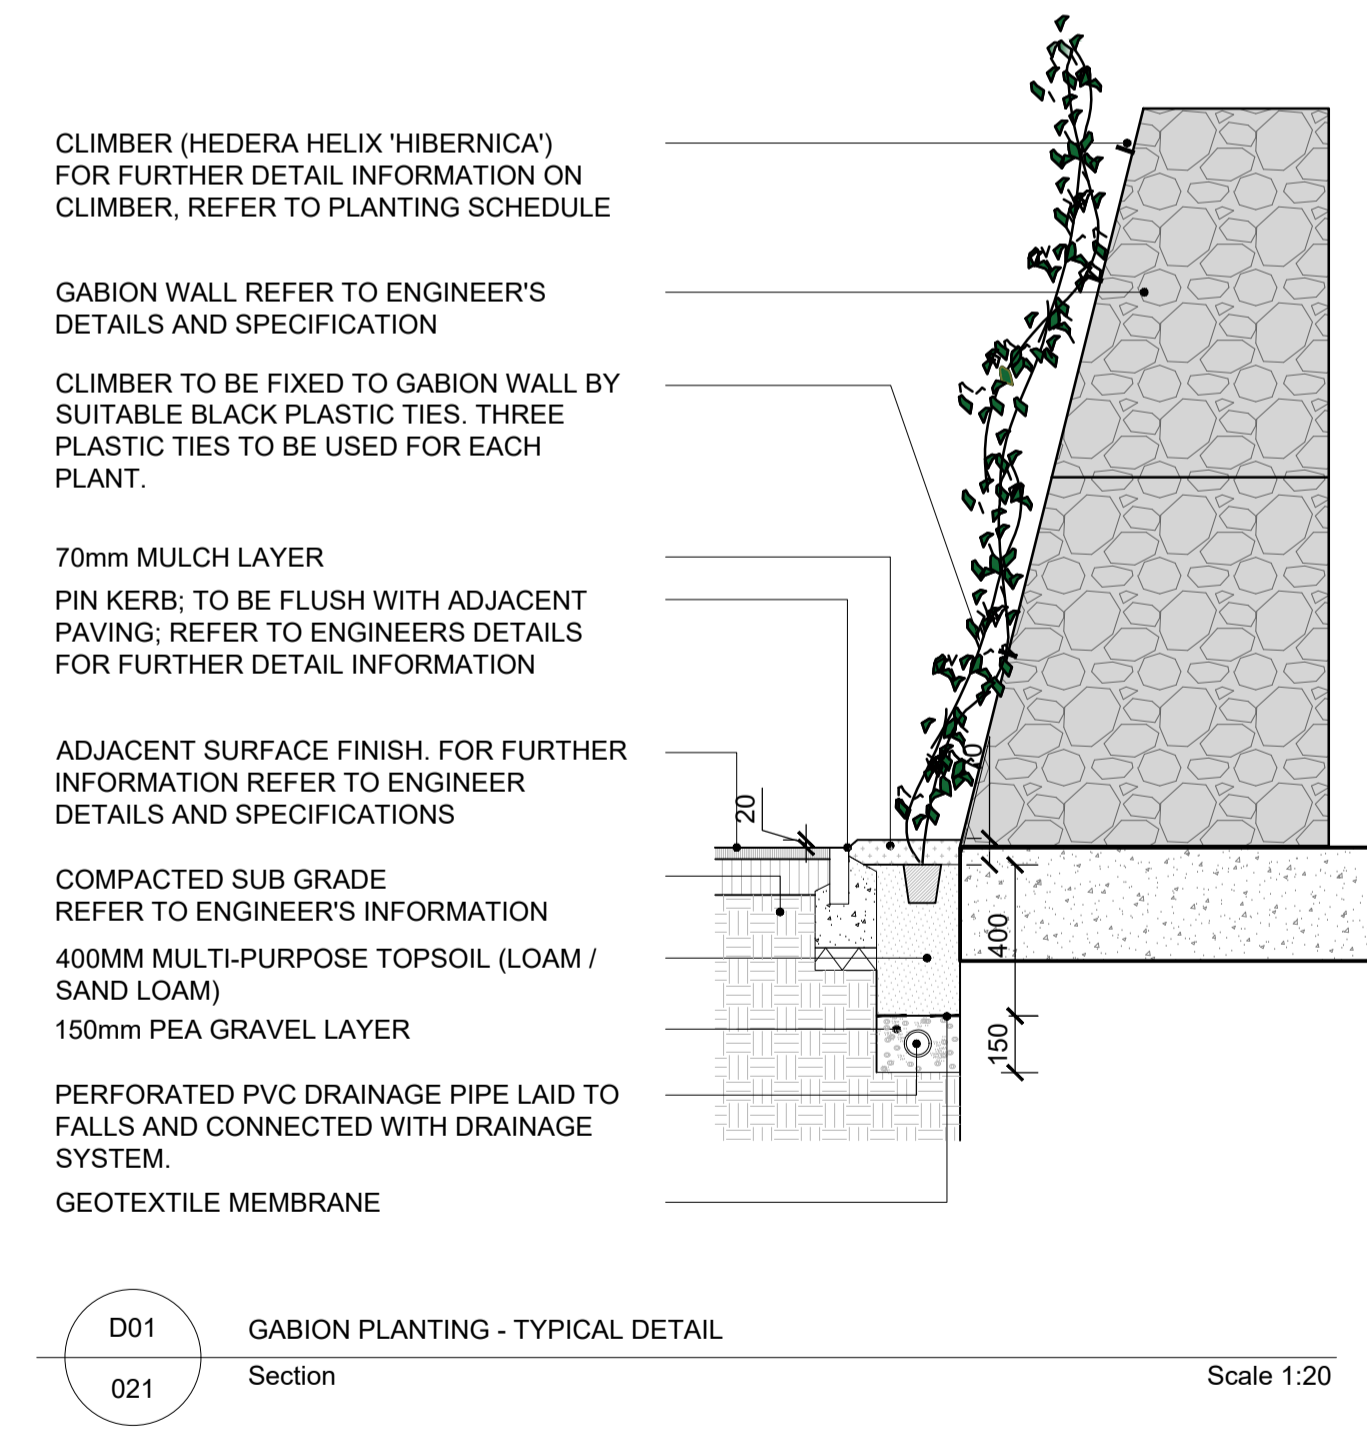 CLIMBER (HEDERA HELIX 'HIBERNICA')
FOR FURTHER DETAIL INFORMATION ON
CLIMBER, REFER TO PLANTING SCHEDULE
GABION WALL REFER TO ENGINEER'S
DETAILS AND SPECIFICATION
CLIMBER TO BE FIXED TO GABION WALL BY
SUITABLE BLACK PLASTIC TIES. THREE
PLASTIC TIES TO BE USED FOR EACH
PLANT.
70mm MULCH LAYER
PIN KERB; TO BE FLUSH WITH ADJACENT
PAVING; REFER TO ENGINEERS DETAILS
FOR FURTHER DETAIL INFORMATION
ADJACENT SURFACE FINISH. FOR FURTHER
INFORMATION REFER TO ENGINEER
DETAILS AND SPECIFICATIONS
20
COMPACTED SUB GRADE
REFER TO ENGINEER'S INFORMATION
400MM MULTI-PURPOSE TOPSOIL (LOAM /
SAND LOAM)
400
150mm PEA GRAVEL LAYER
150
PERFORATED PVC DRAINAGE PIPE LAID TO
FALLS AND CONNECTED WITH DRAINAGE
SYSTEM.
GEOTEXTILE MEMBRANE
D01
GABION PLANTING - TYPICAL DETAIL
021
Section
Scale 1:20